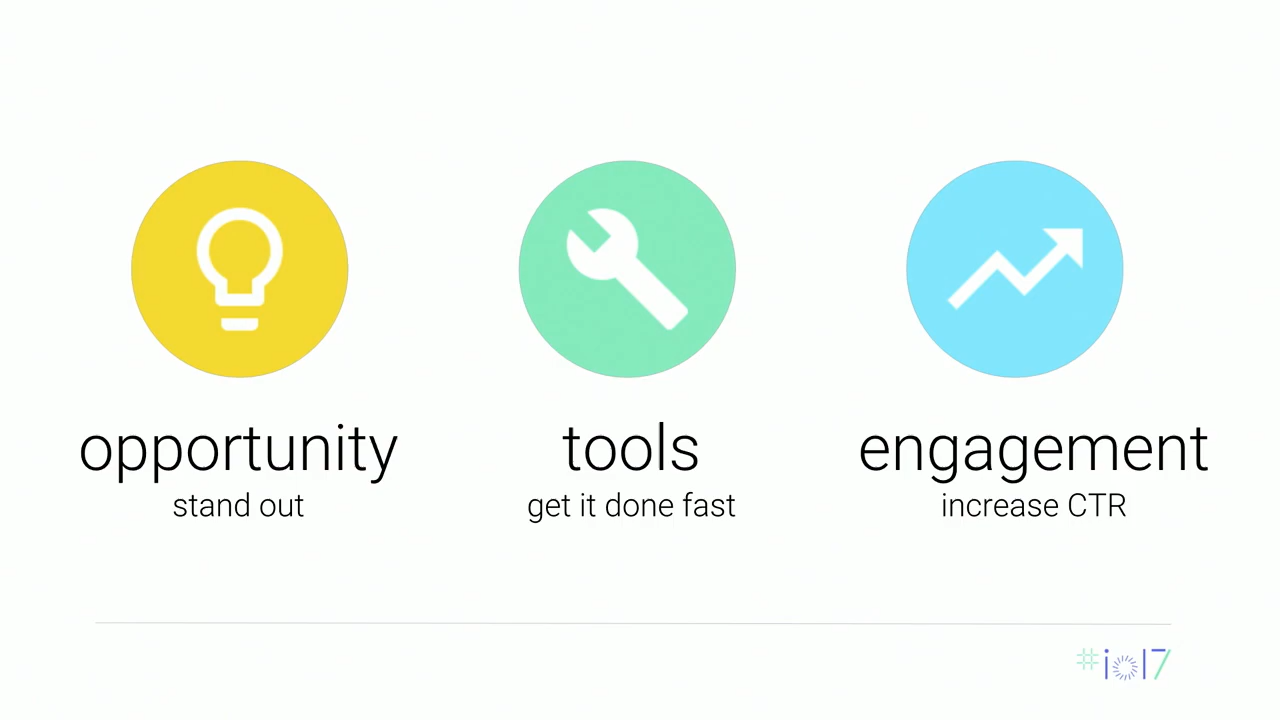 opportunity
stand out
tools
get it done fast
engagement
increase CTR
#io17